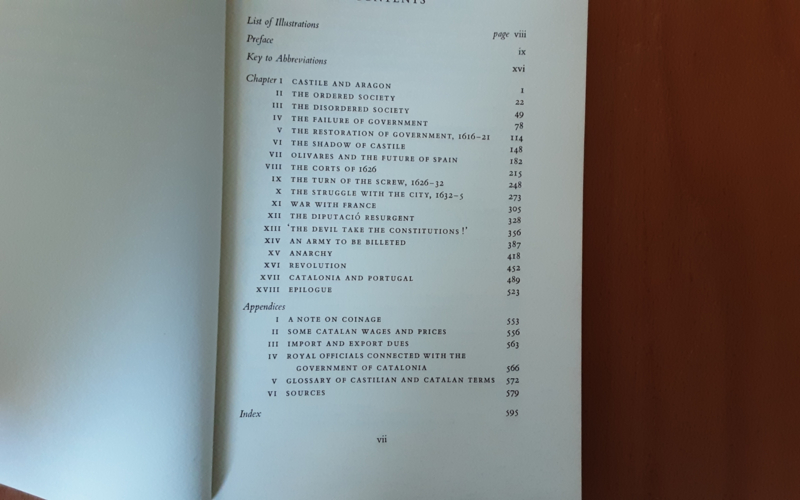 CONTENTS
List of Illustrations page viii
Preface ix
Key to Abbreviations xvi
Chapter I CASTILE AND ARAGON 1
II THE ORDERED SOCIETY 22
III THE DISORDERED SOCIETY 49
IV THE FAILURE OF GOVERNMENT 78
V THE RESTORATION OF GOVERNMENT, 1616–21 114
VI THE SHADOW OF CASTILE 148
VII OLIVARES AND THE FUTURE OF SPAIN 182
VIII THE CORTS OF 1626 215
IX THE TURN OF THE SCREW, 1626–32 248
X THE STRUGGLE WITH THE CITY, 1632–5 273
XI WAR WITH FRANCE 305
XII THE DIPUTACIÓ RESURGENT 328
XIII 'THE DEVIL TAKE THE CONSTITUTIONS!' 356
XIV AN ARMY TO BE BILLETED 387
XV ANARCHY 418
XVI REVOLUTION 452
XVII CATALONIA AND PORTUGAL 489
XVIII EPILOGUE 523
Appendices
I A NOTE ON COINAGE 553
II SOME CATALAN WAGES AND PRICES 556
III IMPORT AND EXPORT DUES 563
IV ROYAL OFFICIALS CONNECTED WITH THE
GOVERNMENT OF CATALONIA 566
V GLOSSARY OF CASTILIAN AND CATALAN TERMS 572
VI SOURCES 579
Index 595
vii